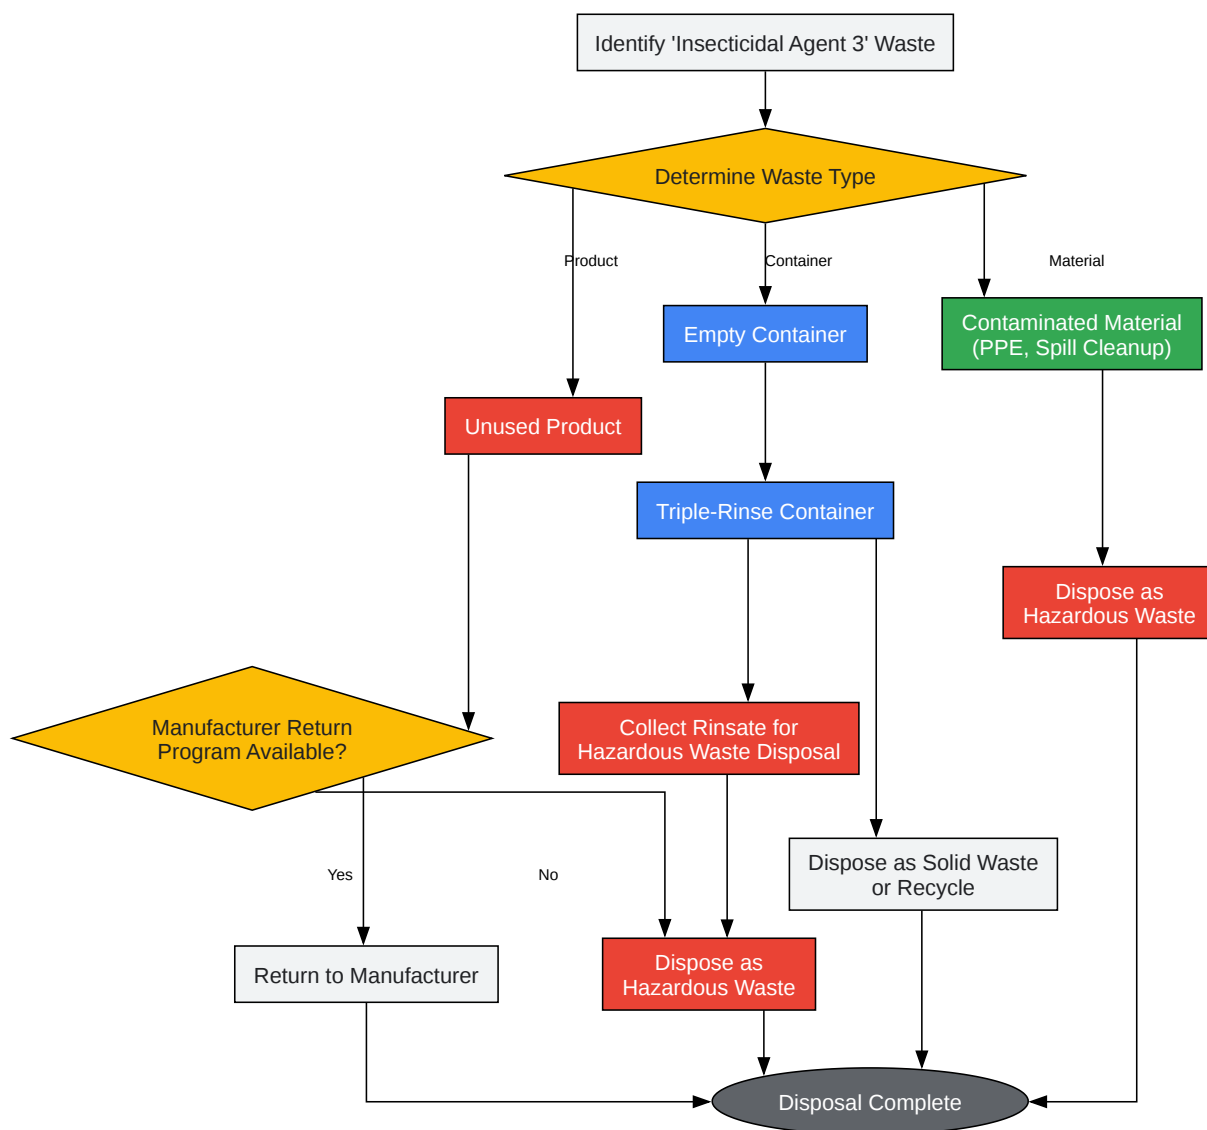 Identify 'Insecticidal Agent 3' Waste
Determine Waste Type
Product
Container
Material
Empty Container
Contaminated Material
(PPE, Spill Cleanup)
Unused Product
Triple-Rinse Container
Dispose as
Hazardous Waste
Manufacturer Return
Program Available?
Collect Rinsate for
Hazardous Waste Disposal
Yes
No
Dispose as Solid Waste
or Recycle
Return to Manufacturer
Dispose as
Hazardous Waste
Disposal Complete